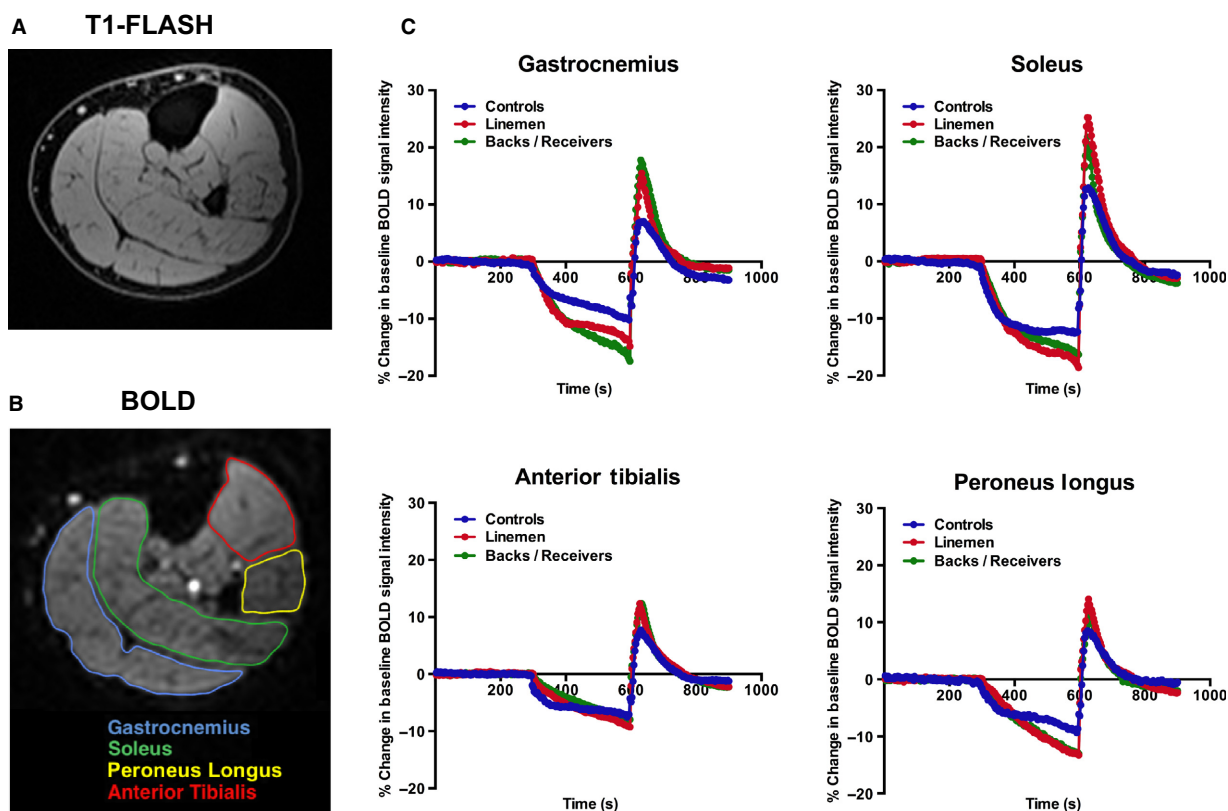 A
T1-FLASH
B
BOLD
Gastrocnemius
Soleus
Peroneus Longus
Anterior Tibialis
C
Gastrocnemius
% Change in baseline BOLD signal intensity
30
20
10
0
–10
–20
Controls
Linemen
Backs / Receivers
200
400
600
800
1000
Time (s)
Soleus
% Change in baseline BOLD signal intensity
30
20
10
0
–10
–20
Controls
Linemen
Backs / Receivers
200
400
600
800
1000
Time (s)
Anterior tibialis
% Change in baseline BOLD signal intensity
30
20
10
0
–10
–20
Controls
Linemen
Backs / Receivers
200
400
600
800
1000
Time (s)
Peroneus longus
% Change in baseline BOLD signal intensity
30
20
10
0
–10
–20
Controls
Linemen
Backs / Receivers
200
400
600
800
1000
Time (s)